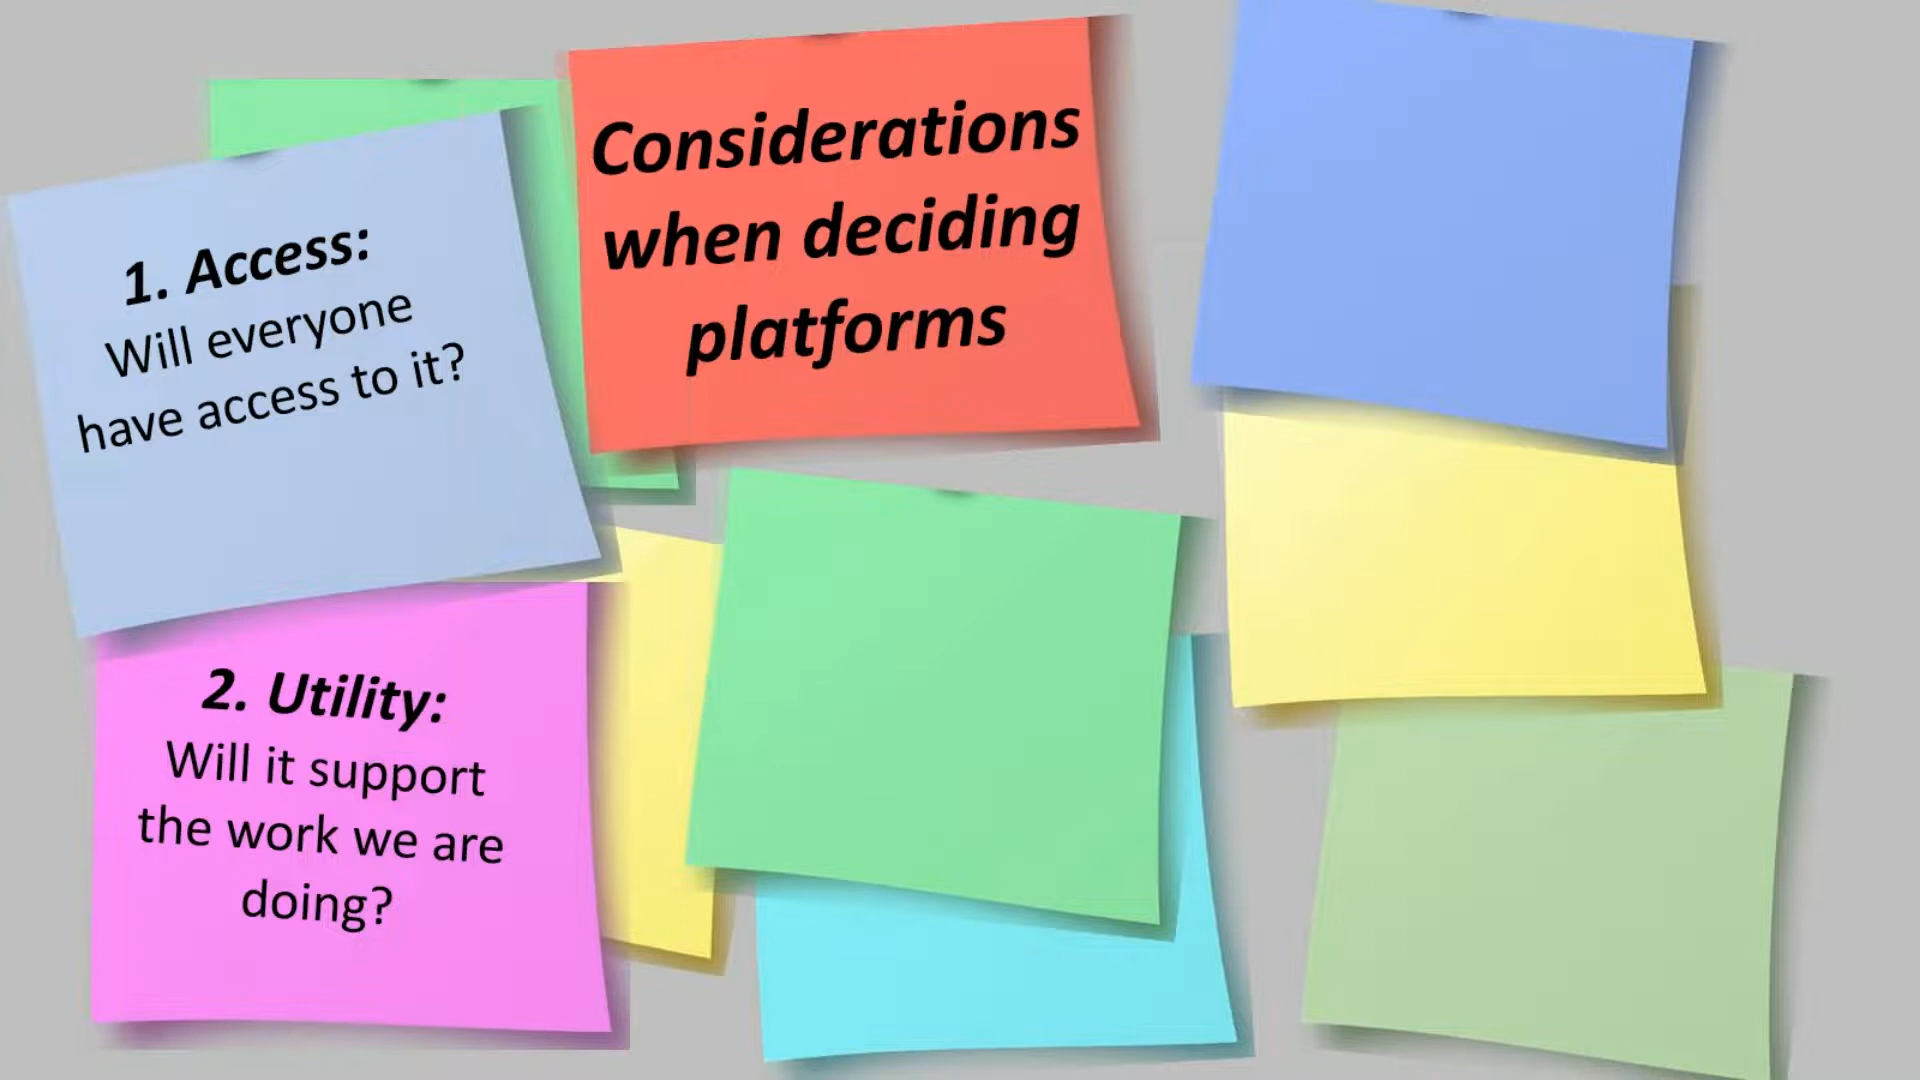 Considerations
when deciding
platforms
1. Access:
Will everyone
have access to it?
2. Utility:
Will it support
the work we are
doing?